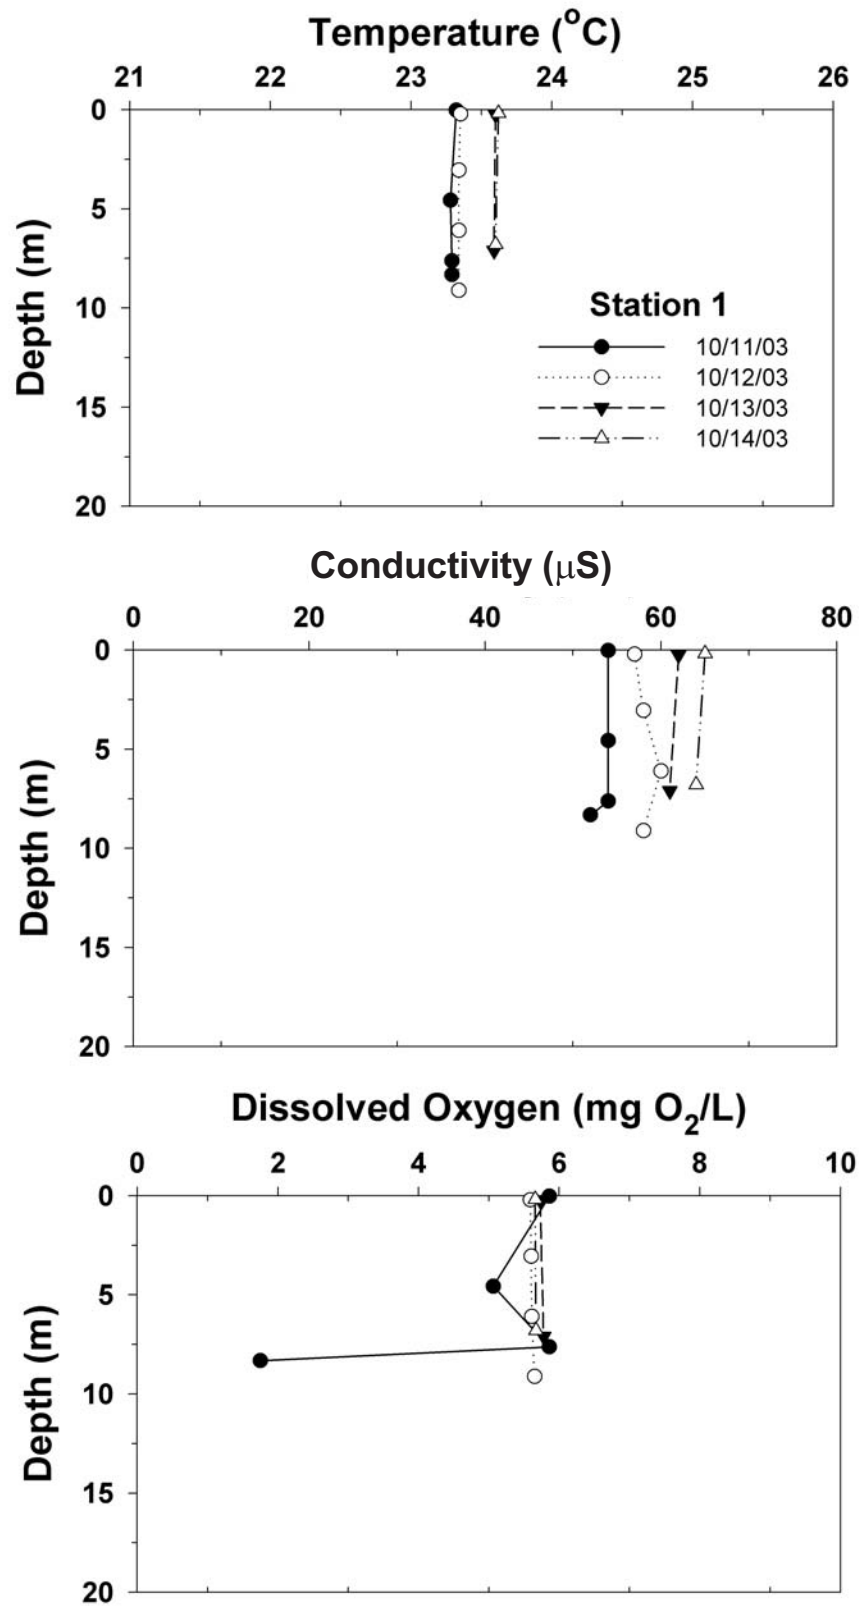 Temperature (°C)
21 22 23 24 25 26
0
5
10
15
20
Depth (m)
Station 1
10/11/03
10/12/03
10/13/03
10/14/03
Conductivity (μS)
0 20 40 60 80
0
5
10
15
20
Depth (m)
Dissolved Oxygen (mg O₂/L)
0 2 4 6 8 10
0
5
10
15
20
Depth (m)